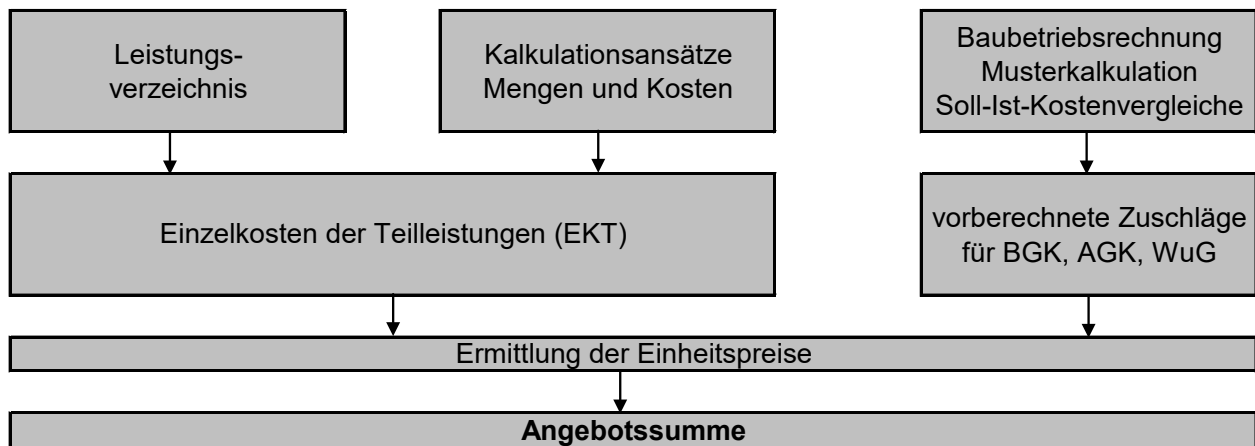 Leistungs-
verzeichnis
Kalkulationsansätze
Mengen und Kosten
Baubetriebsrechnung
Musterkalkulation
Soll-Ist-Kostenvergleiche
Einzelkosten der Teilleistungen (EKT)
vorberechnete Zuschläge
für BGK, AGK, WuG
Ermittlung der Einheitspreise
Angebotssumme